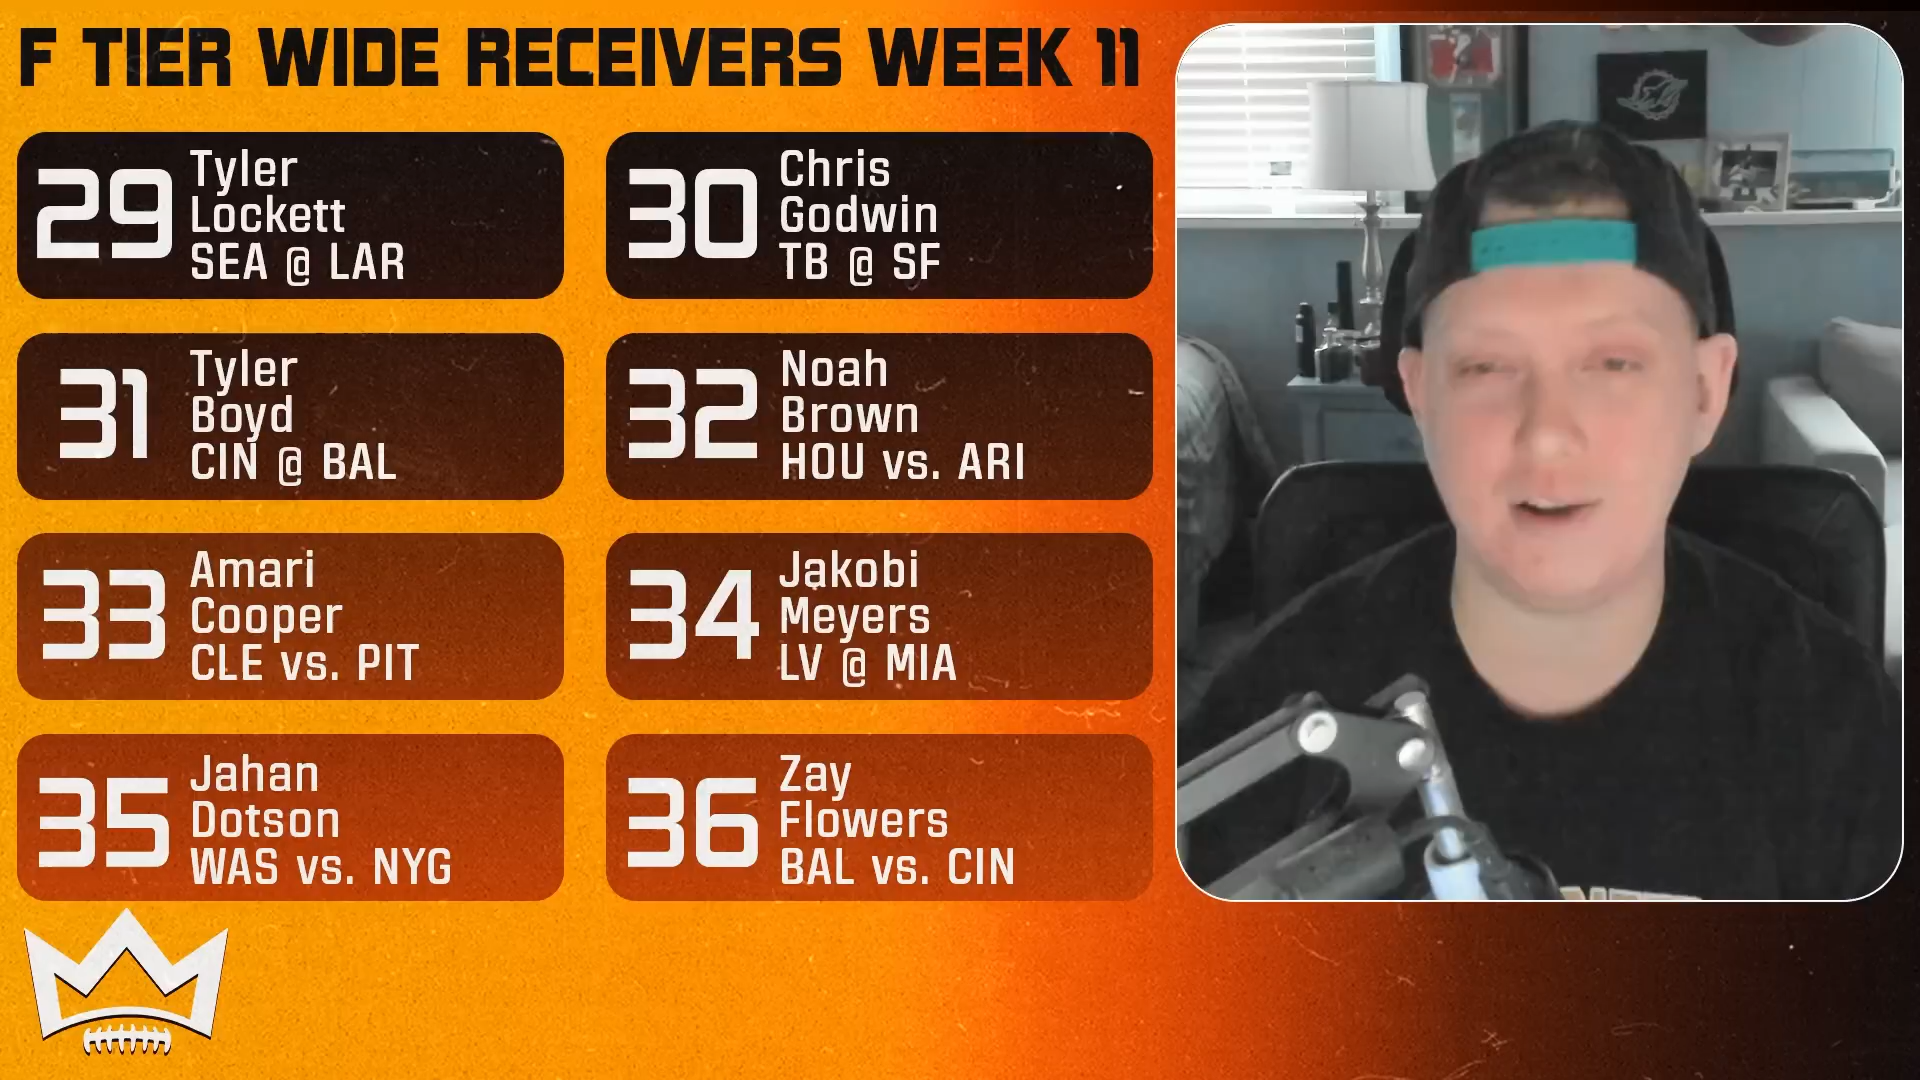 F TIER WIDE RECEIVERS WEEK 11
29
Tyler
Lockett
SEA @ LAR
30
Chris
Godwin
TB @ SF
31
Tyler
Boyd
CIN @ BAL
32
Noah
Brown
HOU vs. ARI
33
Amari
Cooper
CLE vs. PIT
34
Jakobi
Meyers
LV @ MIA
35
Jahan
Dotson
WAS vs. NYG
36
Zay
Flowers
BAL vs. CIN